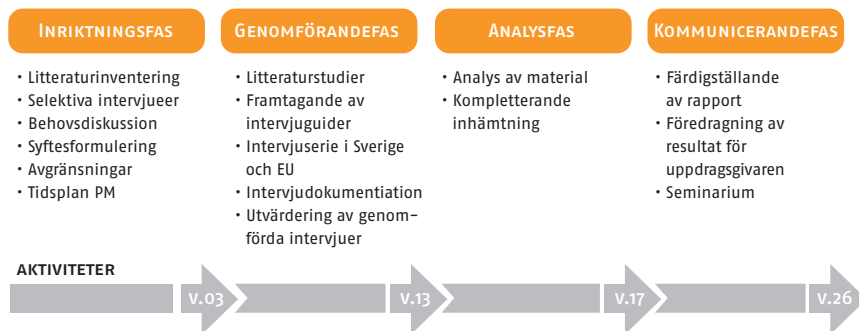 INRIKTNINGSFAS
• Litteraturinventering
• Selektiva intervjueer
• Behovsdiskussion
• Syftesformulering
• Avgränsningar
• Tidsplan PM
GENOMFÖRANDEFAS
• Litteraturstudier
• Framtagande av
intervjuguider
• Intervjuserie i Sverige
och EU
• Intervjudokumentiation
• Utvärdering av genom-
förda intervjuer
ANALYSFAS
• Analys av material
• Kompletterande
inhämtning
KOMMUNICERANDEFAS
• Färdigställande
av rapport
• Föredragning av
resultat för
uppdragsgivaren
• Seminarium
AKTIVITETER
V.03
V.13
V.17
V.26